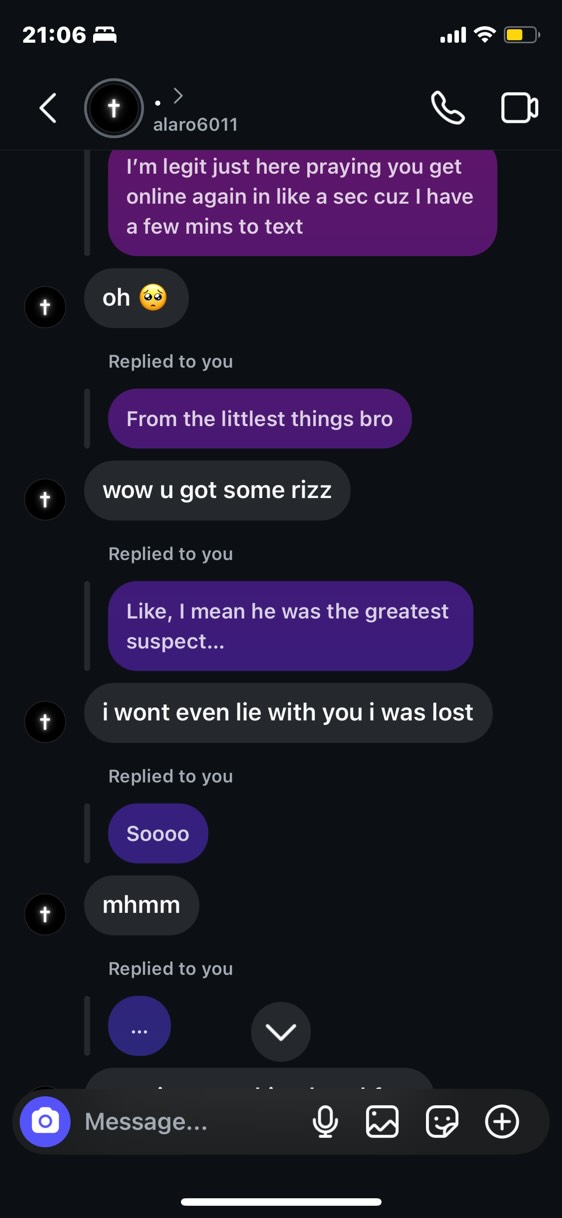 21:06
.
alaro6011
I'm legit just here praying you get
online again in like a sec cuz I have
a few mins to text
oh 🥺
Replied to you
From the littlest things bro
wow u got some rizz
Replied to you
Like, I mean he was the greatest
suspect...
i wont even lie with you i was lost
Replied to you
Soooo
mhmm
Replied to you
...
Message...